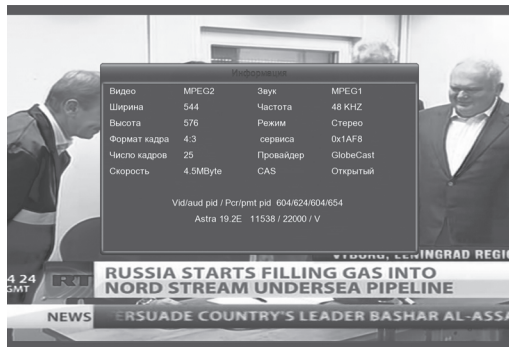 Информация
Видео MPEG2 Звук MPEG1
Ширина 544 Частота 48 KHZ
Высота 576 Режим Стерео
Формат кадра 4:3 сервиса 0x1AF8
Число кадров 25 Провайдер GlobeCast
Скорость 4.5MByte CAS Открытый
Vid/aud pid / Pcr/pmt pid 604/624/604/654
Astra 19.2E 11538 / 22000 / V
VYBORG, LENINGRAD REGI
4 24
GMT
RT
RUSSIA STARTS FILLING GAS INTO
NORD STREAM UNDERSEA PIPELINE
NEWS ERSUADE COUNTRY'S LEADER BASHAR AL-ASSA